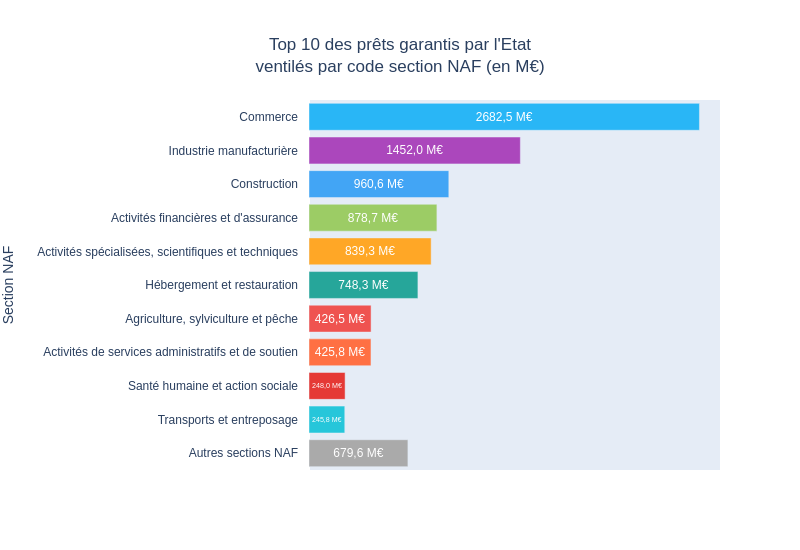 Top 10 des prêts garantis par l'Etat
ventilés par code section NAF (en M€)
Section NAF
Commerce 2682,5 M€
Industrie manufacturière 1452,0 M€
Construction 960,6 M€
Activités financières et d'assurance 878,7 M€
Activités spécialisées, scientifiques et techniques 839,3 M€
Hébergement et restauration 748,3 M€
Agriculture, sylviculture et pêche 426,5 M€
Activités de services administratifs et de soutien 425,8 M€
Santé humaine et action sociale 248,0 M€
Transports et entreposage 245,8 M€
Autres sections NAF 679,6 M€